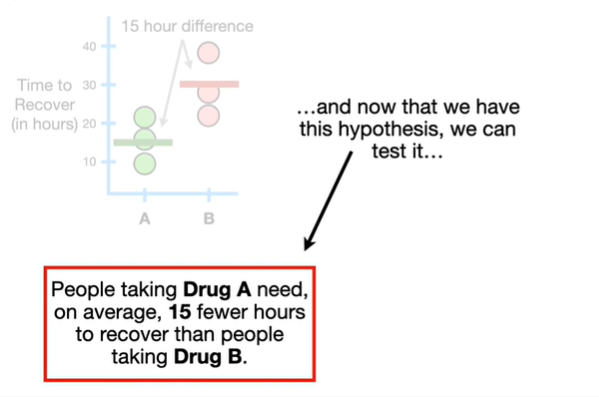 15 hour difference
40
Time to
Recover
(in hours)
30
20
10
A
B
...and now that we have
this hypothesis, we can
test it...
People taking Drug A need,
on average, 15 fewer hours
to recover than people
taking Drug B.